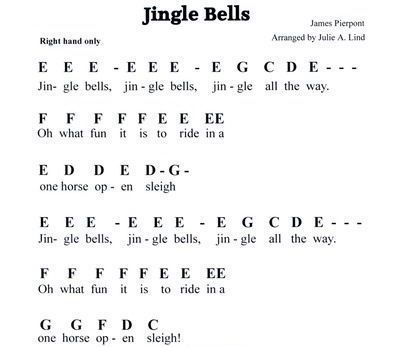 Jingle Bells
James Pierpont
Right hand only
Arranged by Julie A. Lind
E E E - E E E - E G C D E - - -
Jin- gle bells, jin - gle bells, jin - gle all the way.
F F F F F E E EE
Oh what fun it is to ride in a
E D D E D - G -
one horse op - en sleigh
E E E - E E E - E G C D E - - -
Jin- gle bells, jin - gle bells, jin - gle all the way.
F F F F F E E EE
Oh what fun it is to ride in a
G G F D C
one horse op - en sleigh!